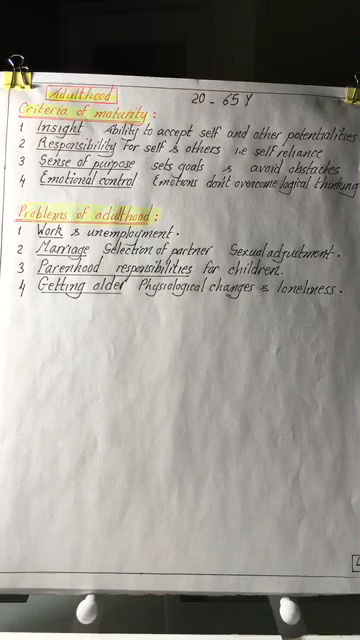 Adulthood 20 - 65 Y
Criteria of maturity :
1 Insight Ability to accept self and other potentialities
2 Responsibility for self & others i.e self reliance
3 Sense of purpose sets goals & avoid obstacles
4 Emotional control Emotions don't overcome logical thinking
Problems of adulthood :
1 Work & unemployment.
2 Marriage Selection of partner Sexual adjustment.
3 Parenhood responsibilities for children.
4 Getting older Physiological changes & loneliness.